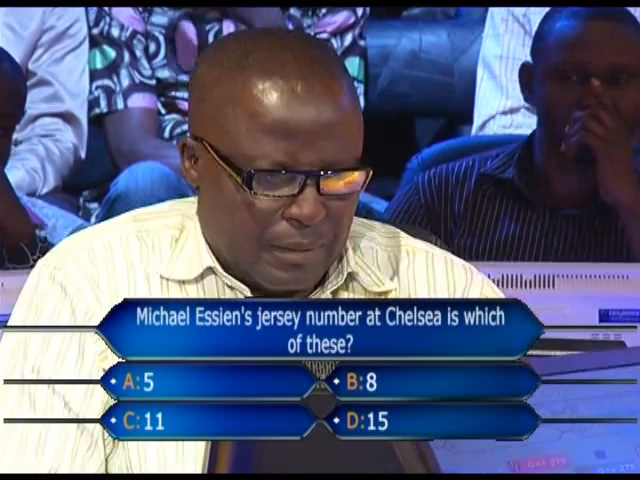 Michael Essien's jersey number at Chelsea is which
of these?
A:5
B:8
C:11
D:15